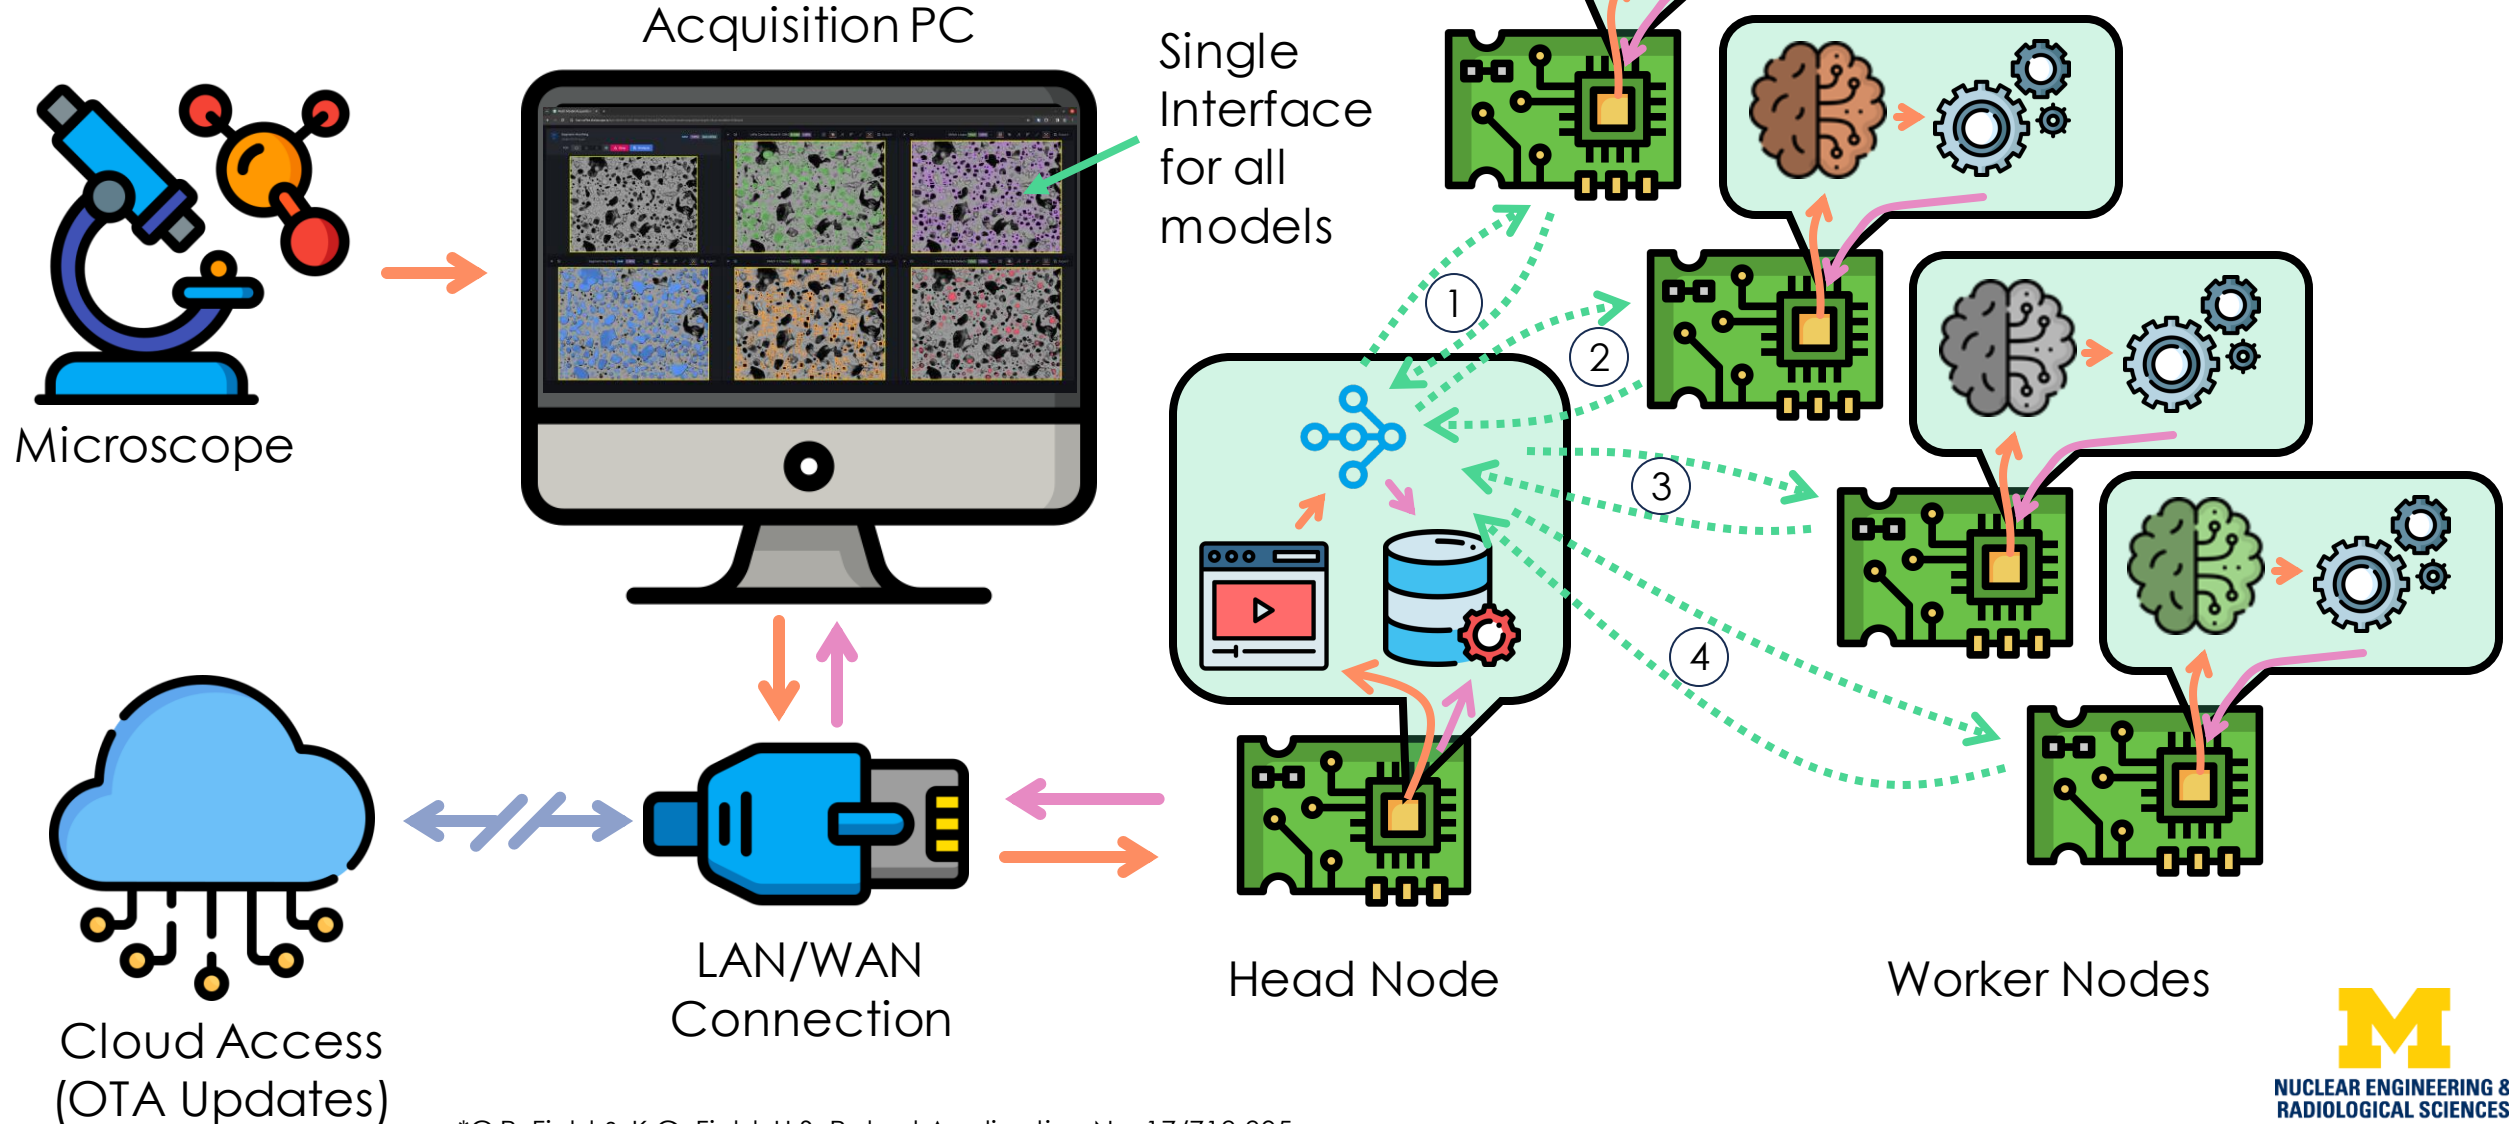 Acquisition PC
Single
Interface
for all
models
Microscope
1
2
3
4
LAN/WAN
Connection
Head Node
Worker Nodes
Cloud Access
(OTA Updates)
M
NUCLEAR ENGINEERING &
RADIOLOGICAL SCIENCES